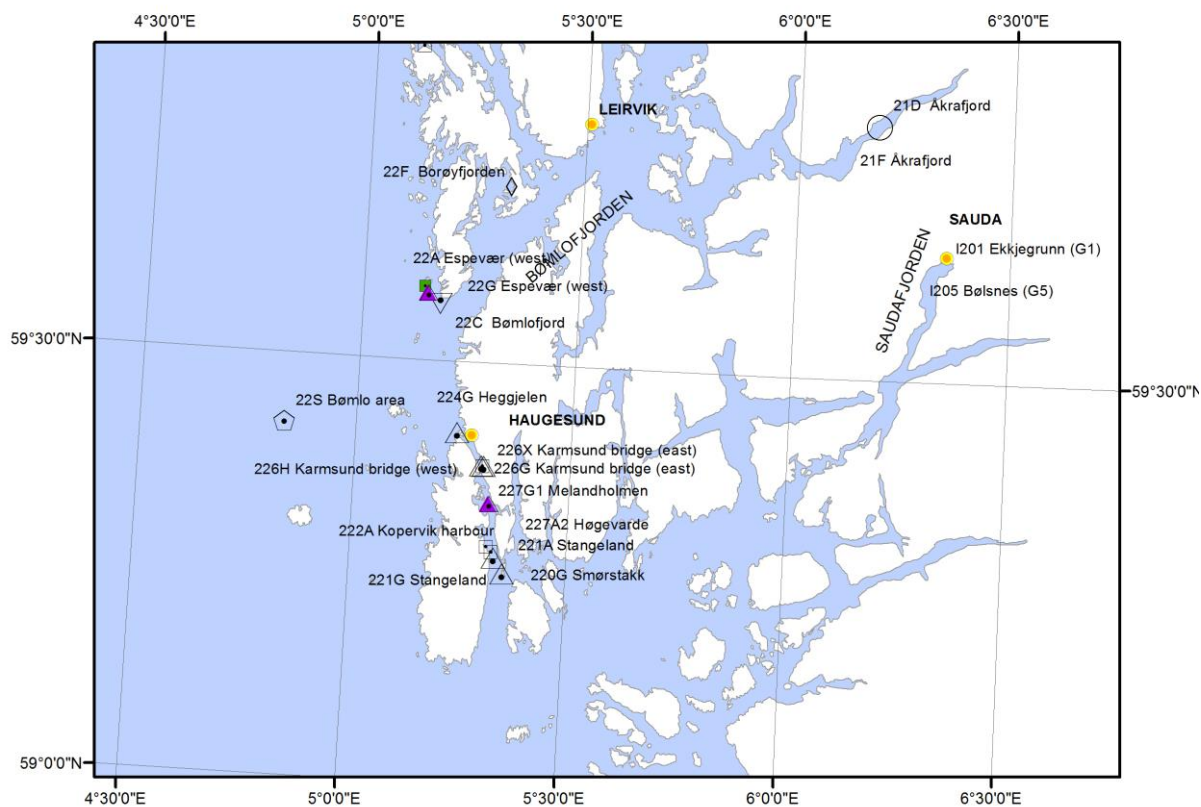 4°30'0"E 5°0'0"E 5°30'0"E 6°0'0"E 6°30'0"E
21D Åkrafjord
LEIRVIK
21F Åkrafjord
22F Borøyfjorden
SAUDA
BØMLOFJORDEN
SAUDAFJORDEN
I201 Ekkjegrunn (G1)
22A Espevær (west)
22G Espevær (west)
I205 Bølsnes (G5)
22C Bømlofjord
59°30'0"N
59°30'0"N
22S Bømlo area
224G Heggjelen
HAUGESUND
226X Karmsund bridge (east)
226H Karmsund bridge (west)
226G Karmsund bridge (east)
227G1 Melandholmen
227A2 Høgevarde
222A Kopervik harbour
221A Stangeland
221G Stangeland
220G Smørstakk
59°0'0"N
4°30'0"E 5°0'0"E 5°30'0"E 6°0'0"E 6°30'0"E